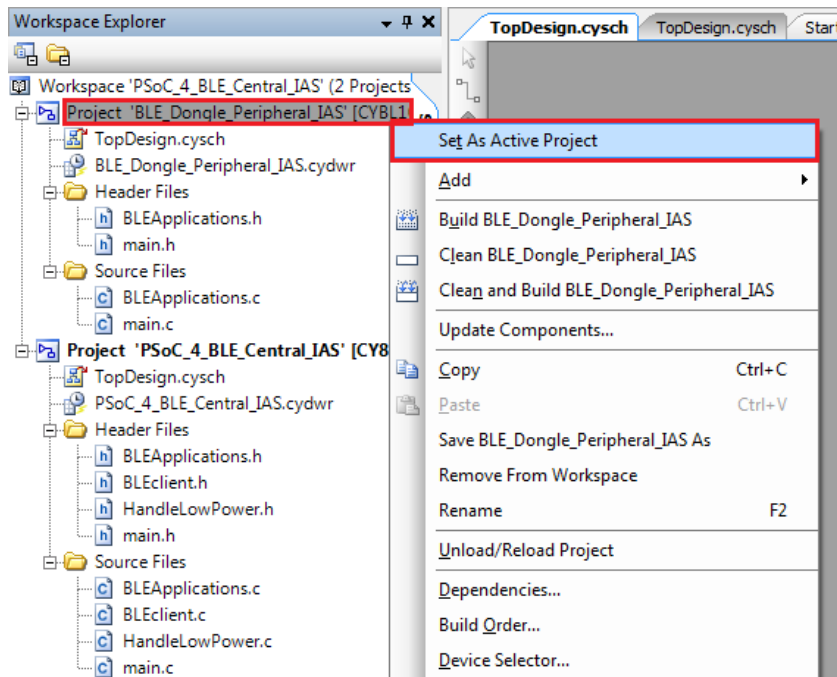 Workspace Explorer
TopDesign.cysch TopDesign.cysch Start
Workspace 'PSoC_4_BLE_Central_IAS' (2 Projects
Project 'BLE_Dongle_Peripheral_IAS' [CYBL1
TopDesign.cysch
BLE_Dongle_Peripheral_IAS.cydwr
Header Files
h BLEApplications.h
h main.h
Source Files
c BLEApplications.c
c main.c
Project 'PSoC_4_BLE_Central_IAS' [CY8
TopDesign.cysch
PSoC_4_BLE_Central_IAS.cydwr
Header Files
h BLEApplications.h
h BLEclient.h
h HandleLowPower.h
h main.h
Source Files
c BLEApplications.c
c BLEclient.c
c HandleLowPower.c
c main.c
Set As Active Project
Add
Build BLE_Dongle_Peripheral_IAS
Clean BLE_Dongle_Peripheral_IAS
Clean and Build BLE_Dongle_Peripheral_IAS
Update Components...
Copy Ctrl+C
Paste Ctrl+V
Save BLE_Dongle_Peripheral_IAS As
Remove From Workspace
Rename F2
Unload/Reload Project
Dependencies...
Build Order...
Device Selector...